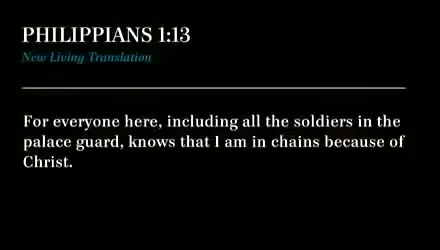 PHILIPPIANS 1:13
New Living Translation
For everyone here, including all the soldiers in the
palace guard, knows that I am in chains because of
Christ.